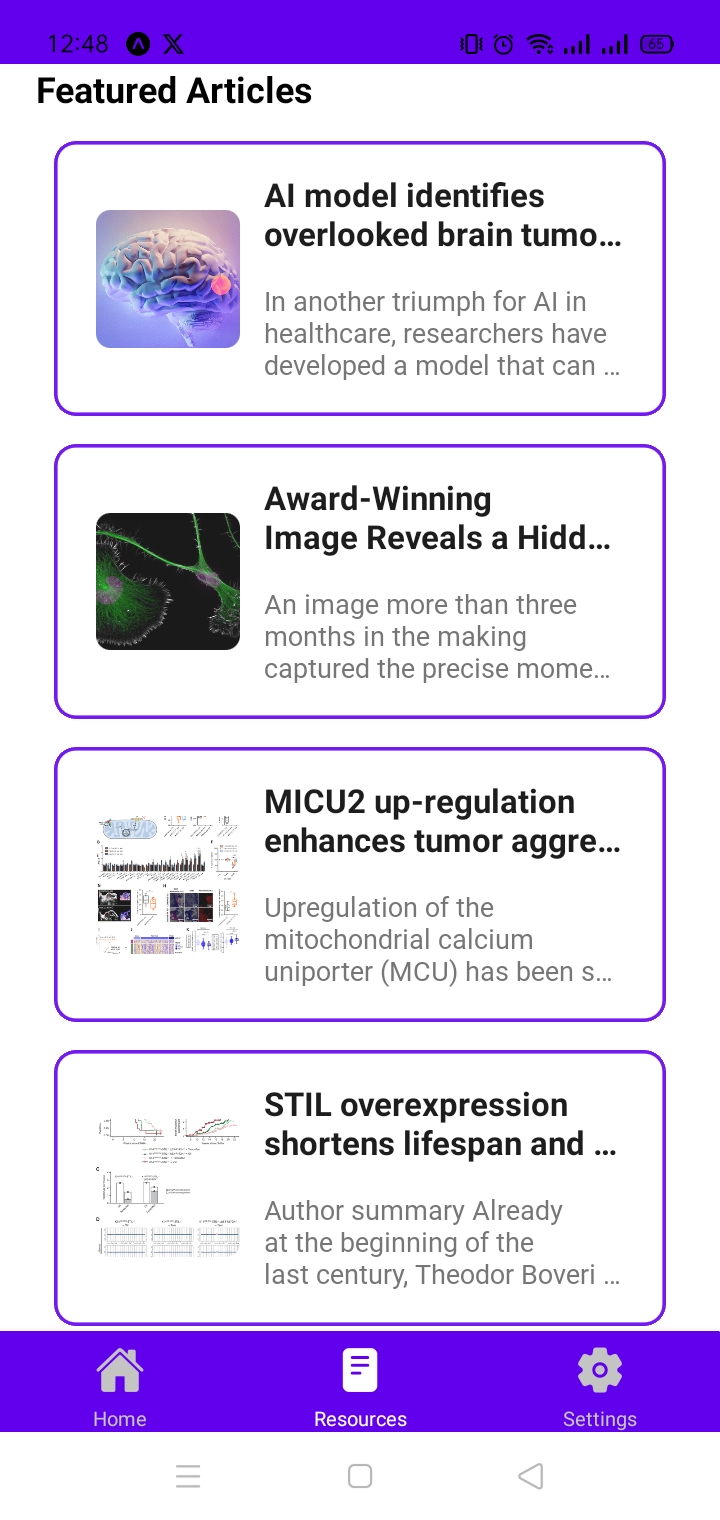 12:48
65
Featured Articles
AI model identifies
overlooked brain tumo...
In another triumph for AI in
healthcare, researchers have
developed a model that can ...
Award-Winning
Image Reveals a Hidd...
An image more than three
months in the making
captured the precise mome...
MICU2 up-regulation
enhances tumor aggre...
Upregulation of the
mitochondrial calcium
uniporter (MCU) has been s...
STIL overexpression
shortens lifespan and ...
Author summary Already
at the beginning of the
last century, Theodor Boveri ...
Home
Resources
Settings